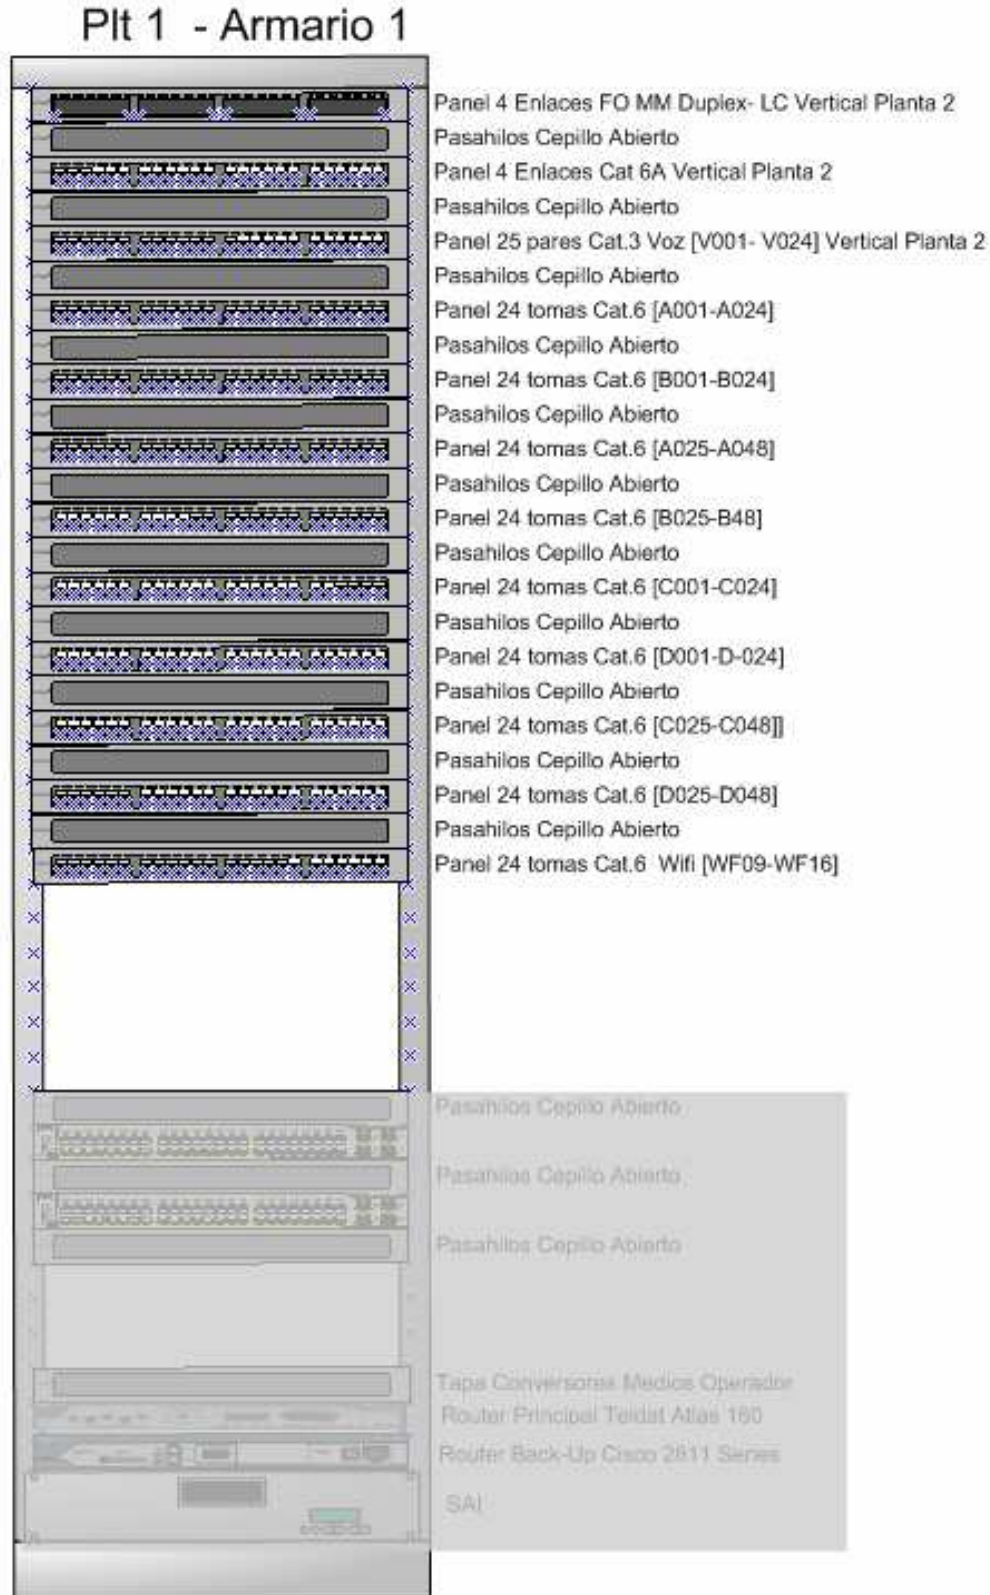 Plt 1 - Armario 1
Panel 4 Enlaces FO MM Duplex- LC Vertical Planta 2
Pasahilos Cepillo Abierto
Panel 4 Enlaces Cat 6A Vertical Planta 2
Pasahilos Cepillo Abierto
Panel 25 pares Cat.3 Voz [V001- V024] Vertical Planta 2
Pasahilos Cepillo Abierto
Panel 24 tomas Cat.6 [A001-A024]
Pasahilos Cepillo Abierto
Panel 24 tomas Cat.6 [B001-B024]
Pasahilos Cepillo Abierto
Panel 24 tomas Cat.6 [A025-A048]
Pasahilos Cepillo Abierto
Panel 24 tomas Cat.6 [B025-B48]
Pasahilos Cepillo Abierto
Panel 24 tomas Cat.6 [C001-C024]
Pasahilos Cepillo Abierto
Panel 24 tomas Cat.6 [D001-D-024]
Pasahilos Cepillo Abierto
Panel 24 tomas Cat.6 [C025-C048]]
Pasahilos Cepillo Abierto
Panel 24 tomas Cat.6 [D025-D048]
Pasahilos Cepillo Abierto
Panel 24 tomas Cat.6 Wifi [WF09-WF16]
Pasahilos Cepillo Abierto
Pasahilos Cepillo Abierto
Pasahilos Cepillo Abierto
Tapa Conversores Medios Operador
Router Principal Teldat Atlas 160
Router Back-Up Cisco 2811 Series
SAI